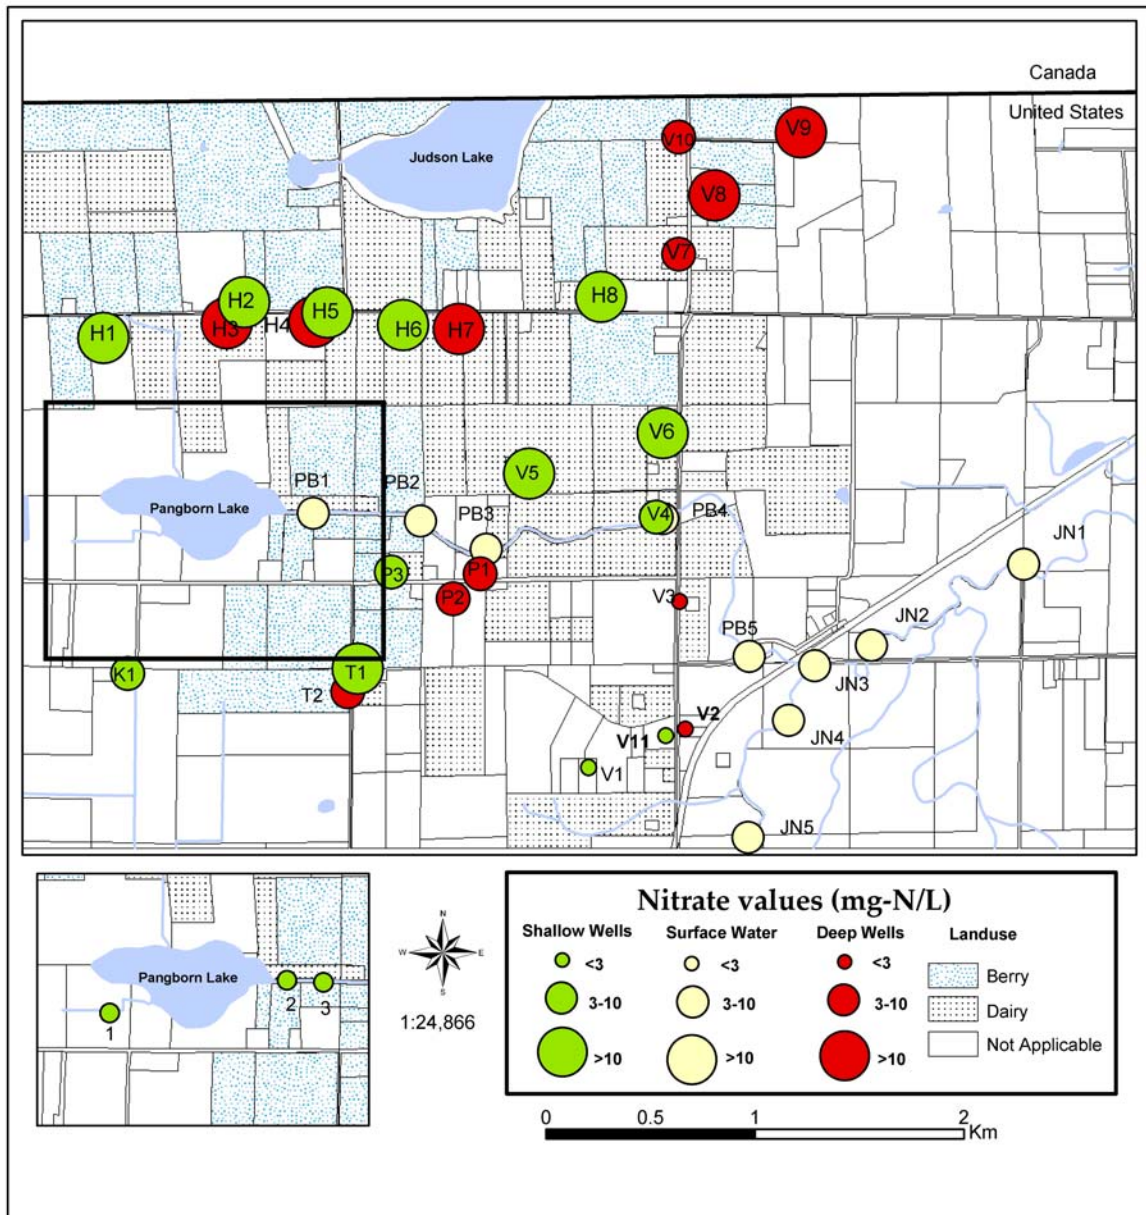 Canada
United States
Judson Lake
V10
V9
V8
V7
H2
H5
H8
H1
H3
H4
H6
H7
V6
V5
PB1
PB2
Pangborn Lake
PB3
V4
PB4
JN1
P3
P1
P2
V3
PB5
JN2
K1
T1
T2
JN3
V2
V11
JN4
V1
JN5
Pangborn Lake
1
2
3
N
W
E
S
1:24,866
Nitrate values (mg-N/L)
Shallow Wells Surface Water Deep Wells Landuse
<3 <3 <3
Berry
3-10 3-10 3-10
Dairy
Not Applicable
>10 >10 >10
0 0.5 1 2
Km